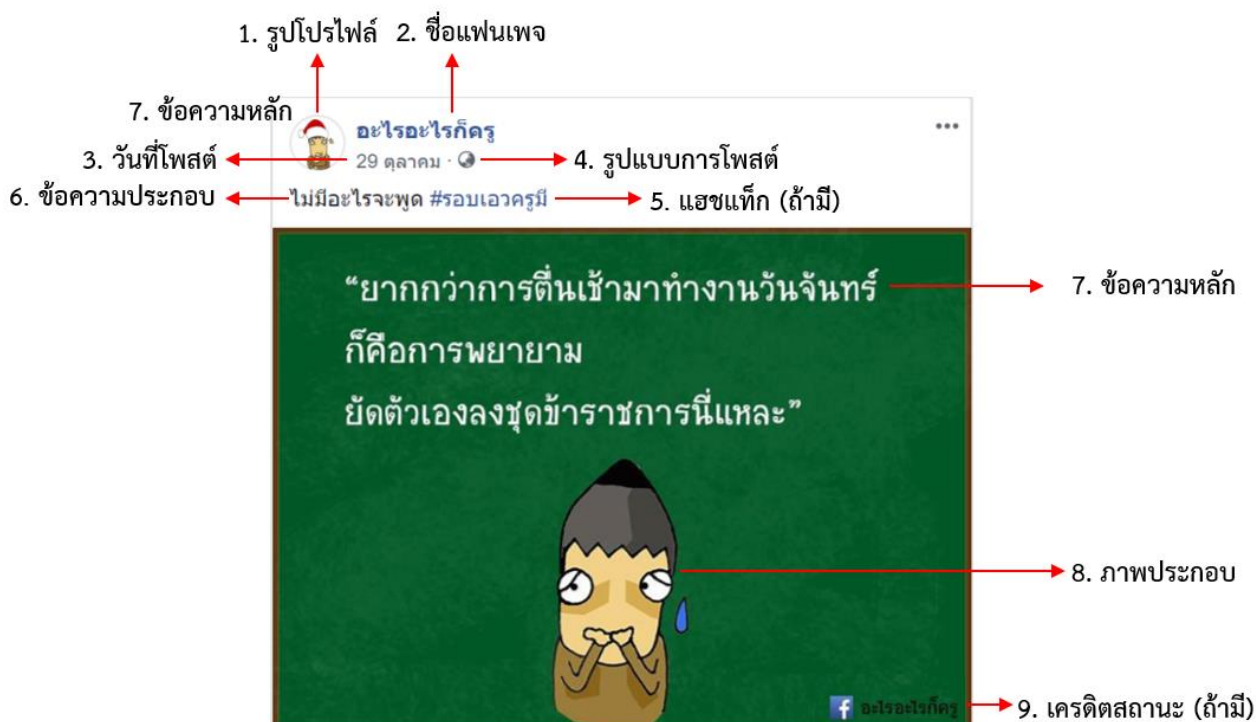 1. รูปโปรไฟล์ 2. ชื่อแฟนเพจ
7. ข้อความหลัก
อะไรอะไรก็ครู
3. วันที่โพสต์ 29 ตุลาคม · 4. รูปแบบการโพสต์
6. ข้อความประกอบ ไม่มีอะไรจะพูด #รอบเอวครูมี 5. แฮชแท็ก (ถ้ามี)
“ยากกว่าการตื่นเช้ามาทำงานวันจันทร์ 7. ข้อความหลัก
ก็คือการพยายาม
ยัดตัวเองลงชุดข้าราชการนี่แหละ”
8. ภาพประกอบ
f อะไรอะไรก็ครู 9. เครดิตสถานะ (ถ้ามี)